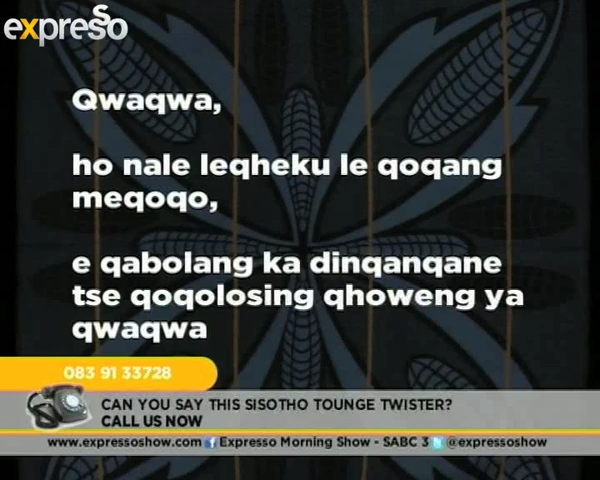 expresso
Qwaqwa,
ho nale leqheku le qoqang
meqoqo,
e qabolang ka dinqanqane
tse qoqolosing qhoweng ya
qwaqwa
083 91 33728
CAN YOU SAY THIS SISOTHO TOUNGE TWISTER?
CALL US NOW
www.expressoshow.com f Expresso Morning Show - SABC 3 @expressoshow